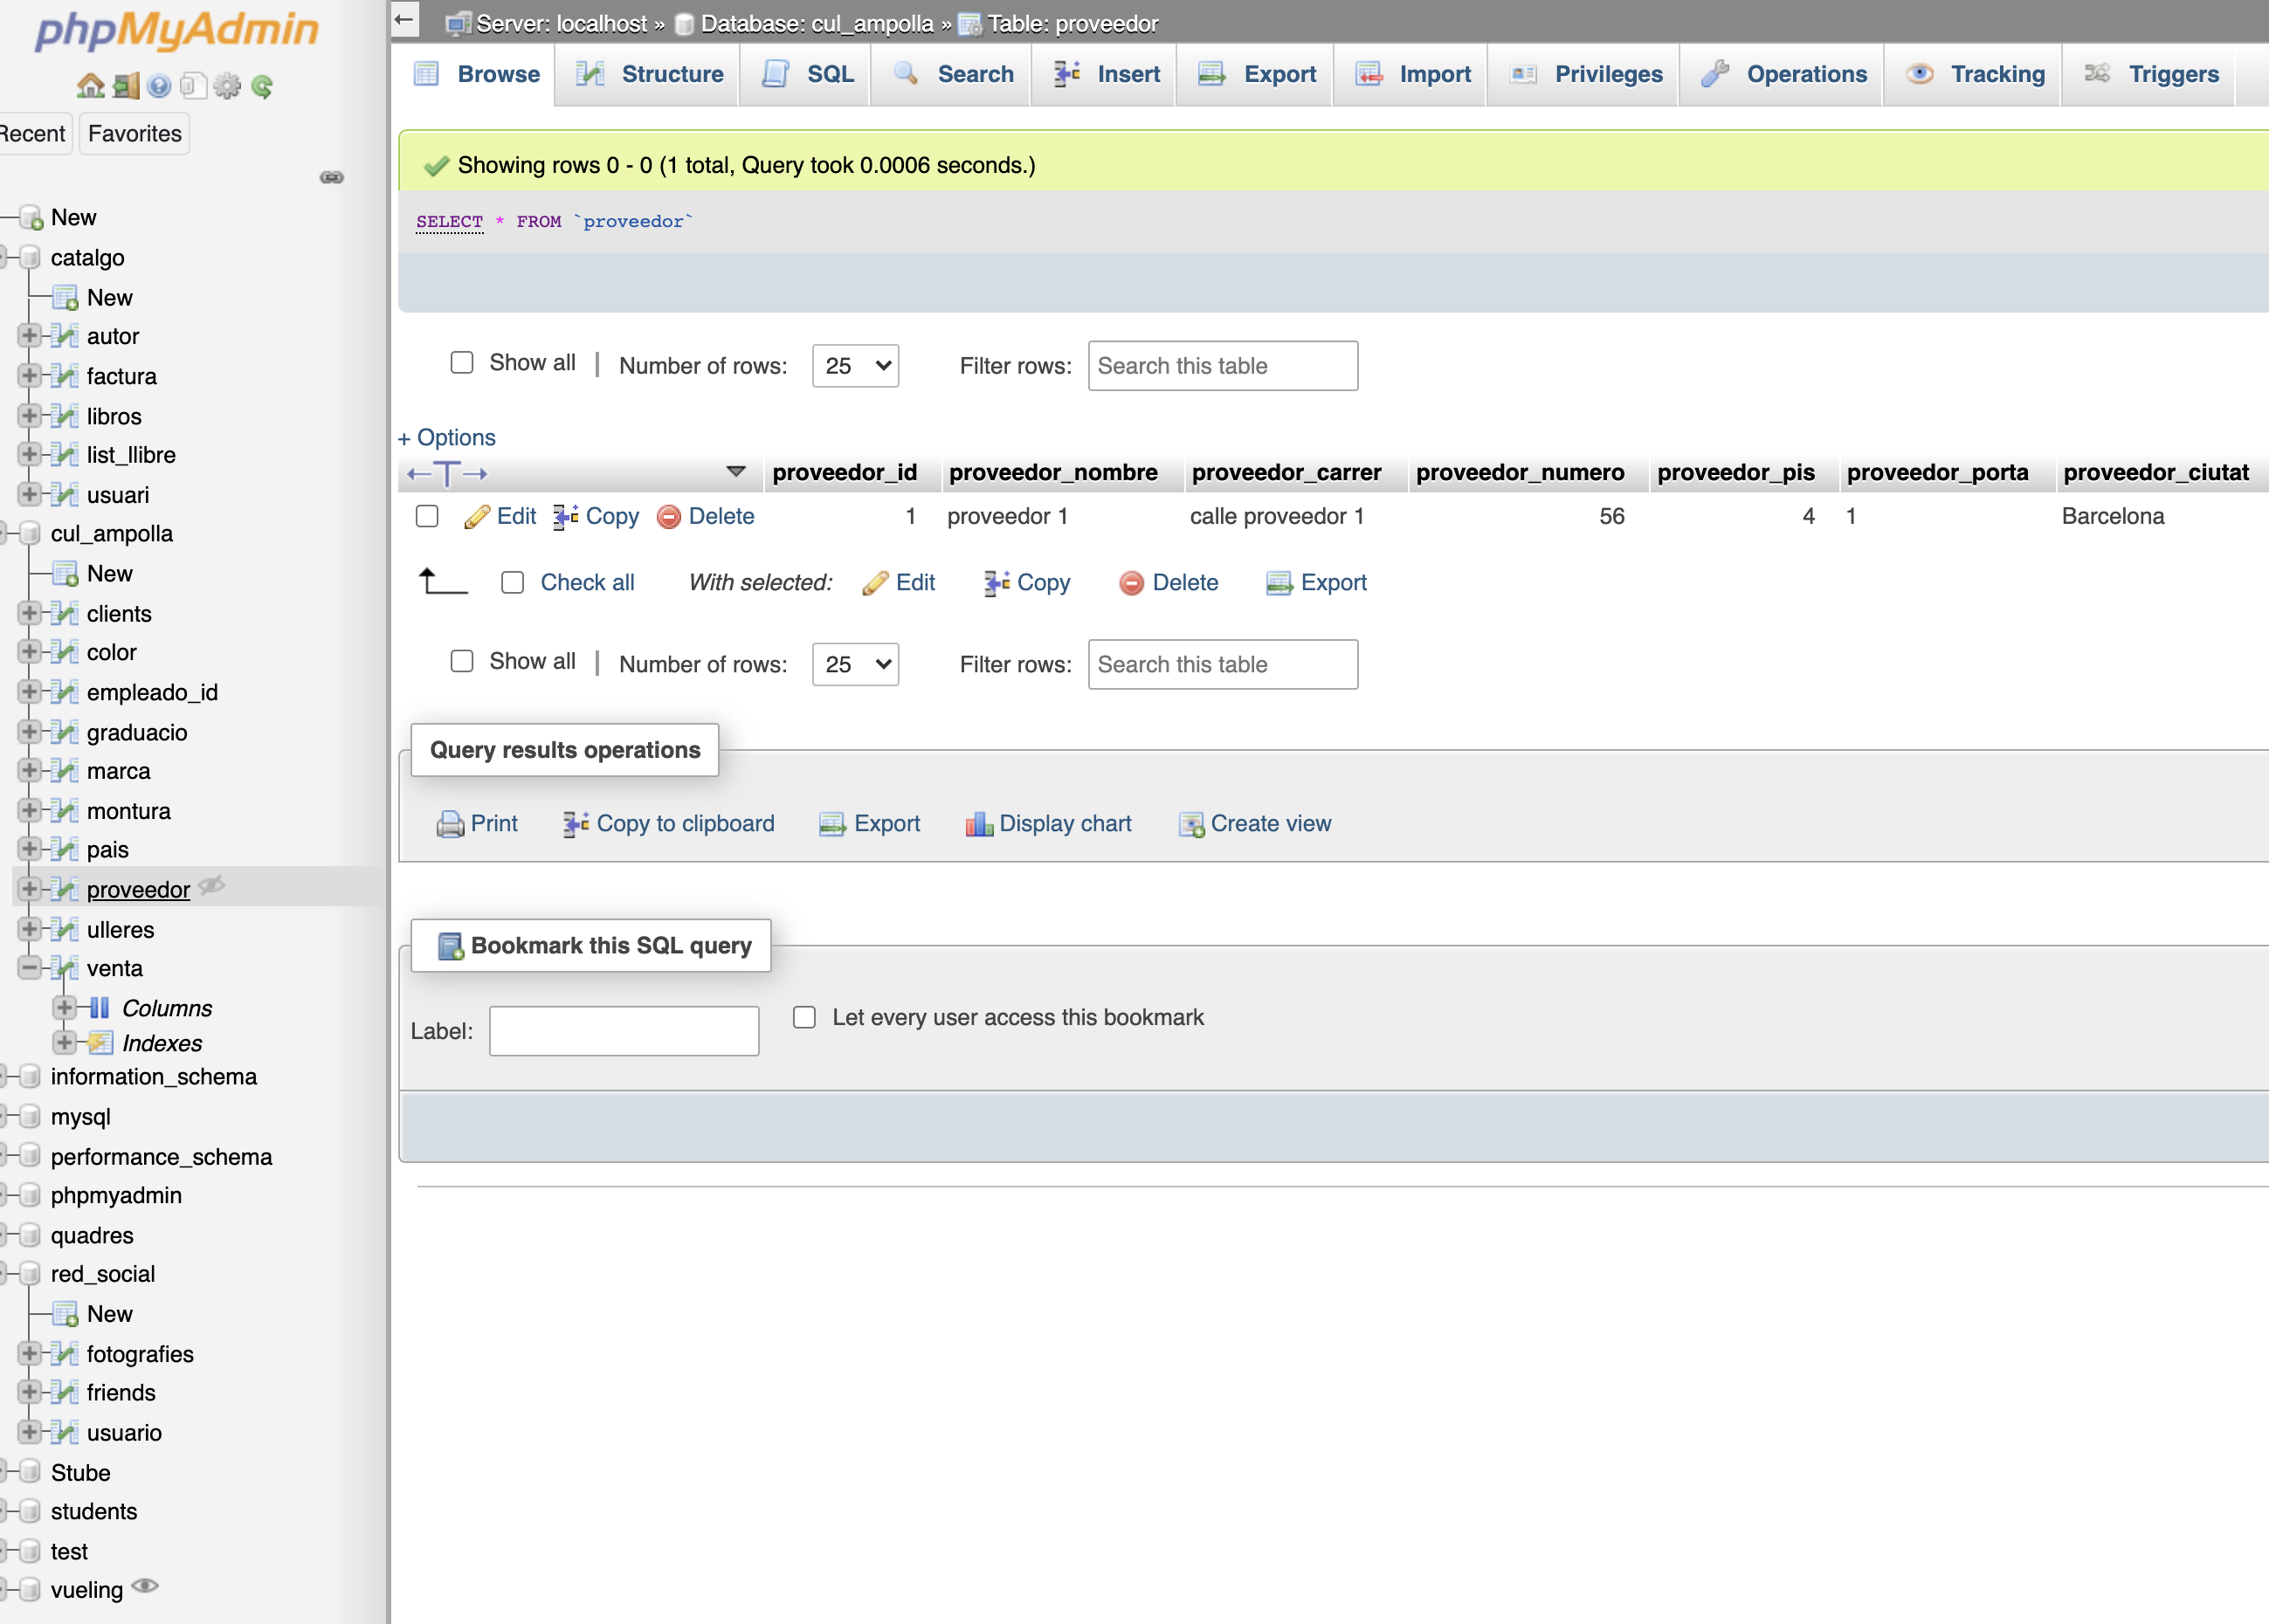 phpMyAdmin
Recent Favorites
New
catalgo
New
autor
factura
libros
list_llibre
usuari
cul_ampolla
New
clients
color
empleado_id
graduacio
marca
montura
pais
proveedor
ulleres
venta
Columns
Indexes
information_schema
mysql
performance_schema
phpmyadmin
quadres
red_social
New
fotografies
friends
usuario
Stube
students
test
vueling
Server: localhost » Database: cul_ampolla » Table: proveedor
Browse Structure SQL Search Insert Export Import Privileges Operations Tracking Triggers
Showing rows 0 - 0 (1 total, Query took 0.0006 seconds.)
SELECT * FROM `proveedor`
Show all | Number of rows: 25 Filter rows: Search this table
+ Options
←T→ proveedor_id proveedor_nombre proveedor_carrer proveedor_numero proveedor_pis proveedor_porta proveedor_ciutat
Edit Copy Delete 1 proveedor 1 calle proveedor 1 56 4 1 Barcelona
Check all With selected: Edit Copy Delete Export
Show all | Number of rows: 25 Filter rows: Search this table
Query results operations
Print Copy to clipboard Export Display chart Create view
Bookmark this SQL query
Label: Let every user access this bookmark